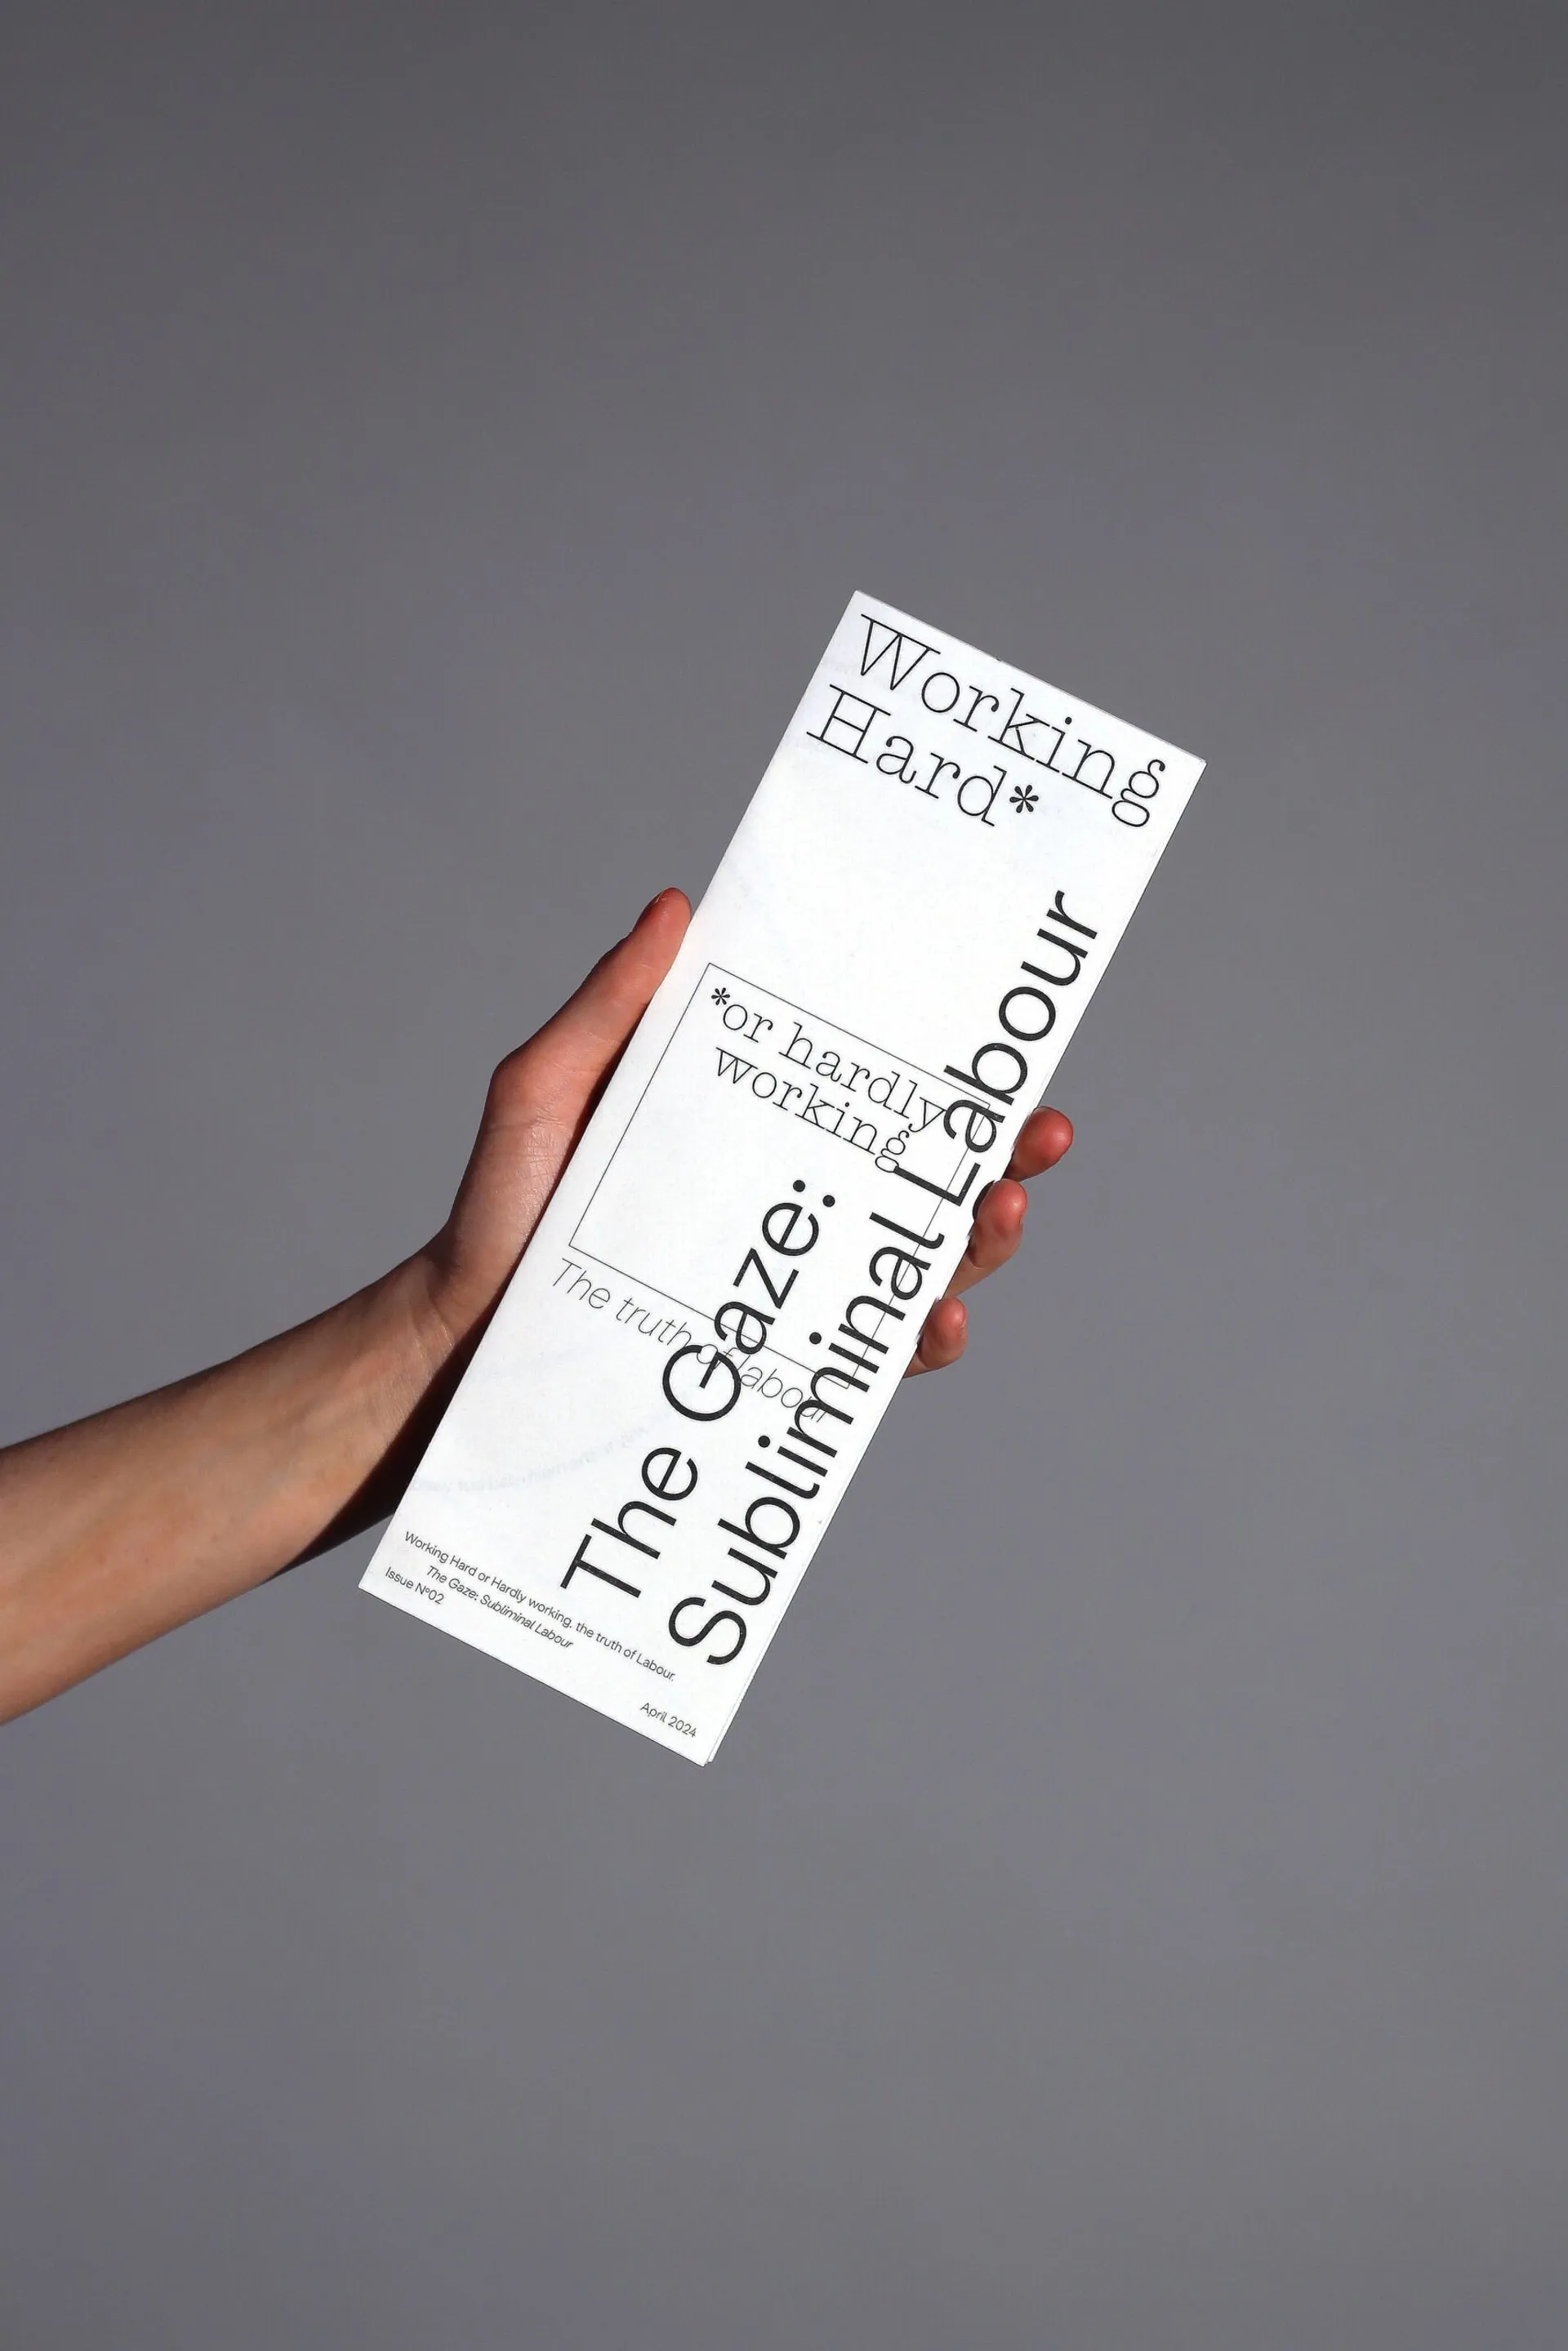 Working
Hard*
*or hardly
working
The truth of labour
The Gaze:
Subliminal Labour
Working Hard or Hardly working, the truth of Labour.
The Gaze: Subliminal Labour
Issue Nº02
April 2024